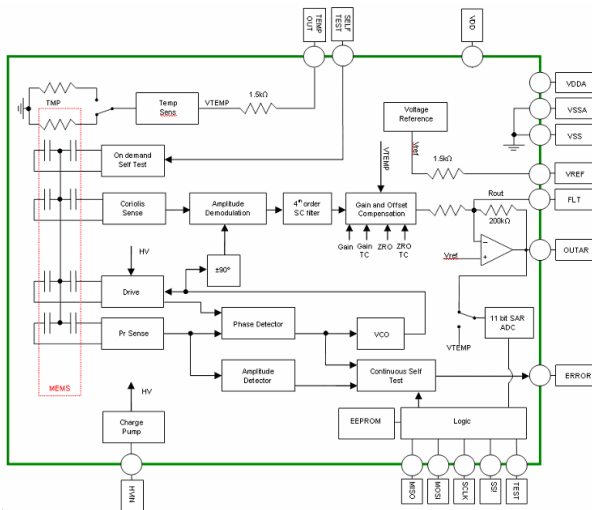 TEMP
OUT
SELF
TEST
VDD
VDDA
TMP
Temp
Sens
VTEMP
1.5kΩ
Voltage
Reference
VSSA
VSS
On demand
Self Test
VTEMP
Vref
1.5kΩ
VREF
Coriolis
Sense
Amplitude
Demodulation
4th order
SC filter
Gain and Offset
Compensation
Rout
200kΩ
FLT
Gain
Gain
TC
ZRO
ZRO
TC
Vref
OUTAR
HV
±90°
Drive
Phase Detector
VCO
11 bit SAR
ADC
Pr Sense
VTEMP
MEMS
Amplitude
Detector
Continuous Self
Test
ERROR
HV
Charge
Pump
EEPROM
Logic
HVIN
MISO
MOSI
SCLK
SSI
TEST